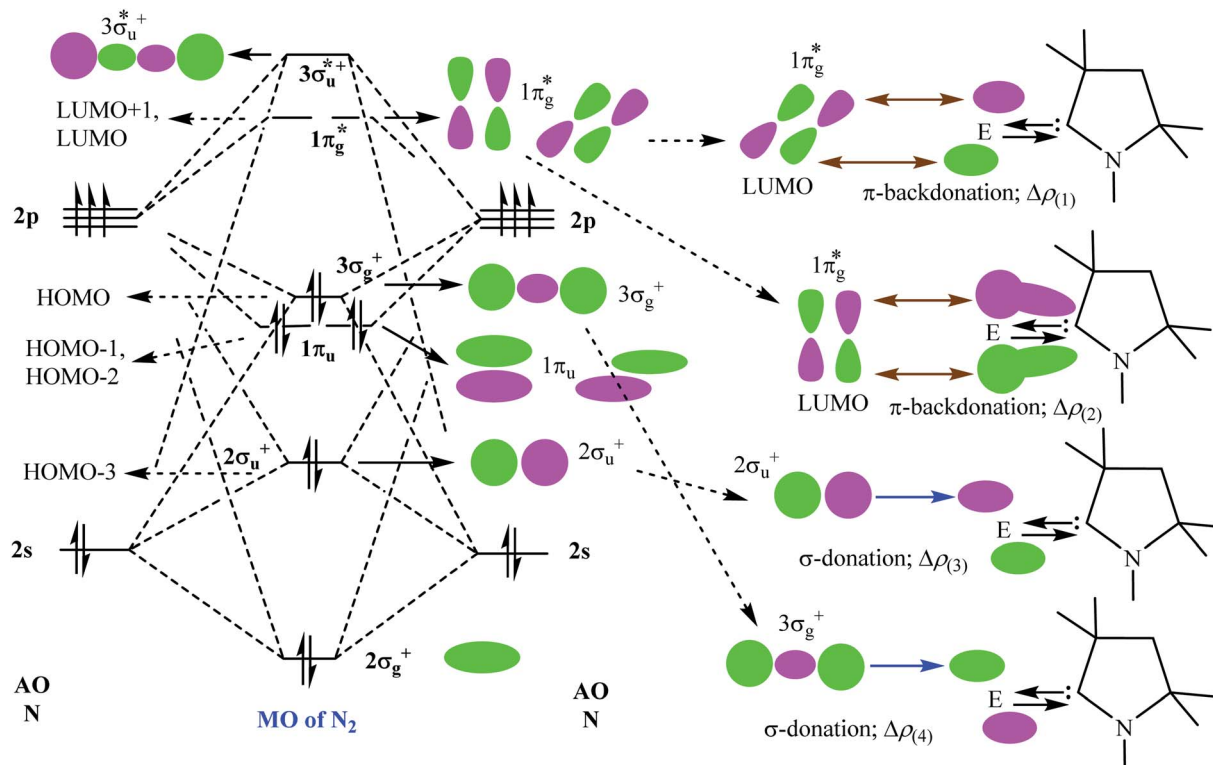 3σ*u+
3σu*+
LUMO+1,
LUMO
1πg*
1πg*
2p
2p
3σg+
HOMO
3σg+
HOMO-1,
HOMO-2
1πu
1πu
2σu+
2σu+
HOMO-3
2s
2s
2σg+
AO
N
MO of N2
AO
N
1πg*
LUMO
E
:
N
π-backdonation; Δρ(1)
1πg*
LUMO
E
:
N
π-backdonation; Δρ(2)
2σu+
E
:
N
σ-donation; Δρ(3)
3σg+
E
:
N
σ-donation; Δρ(4)